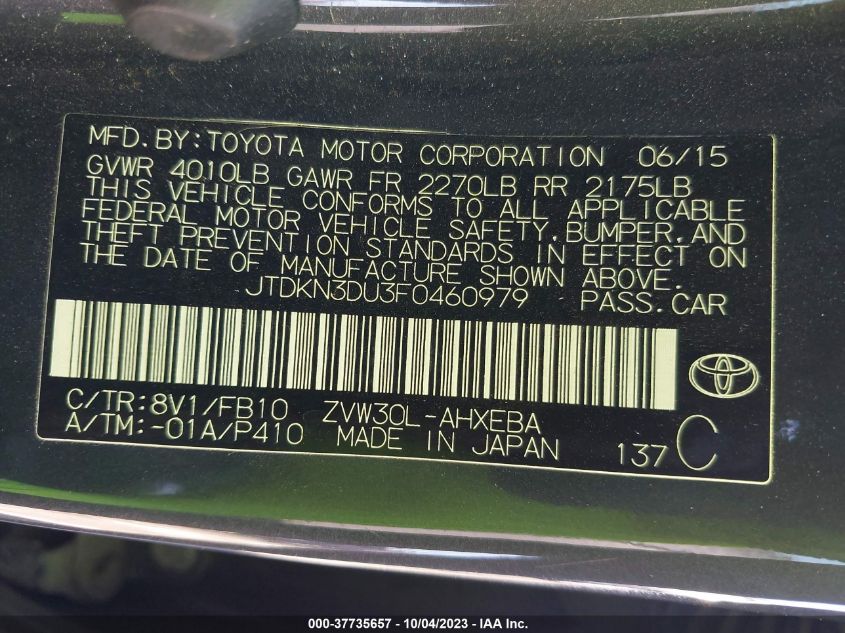 MFD.BY:TOYOTA MOTOR CORPORATION 06/15
GVWR 4010LB GAWR FR 2270LB RR 2175LB
THIS VEHICLE CONFORMS TO ALL APPLICABLE
FEDERAL MOTOR VEHICLE SAFETY,BUMPER,AND
THEFT PREVENTION STANDARDS IN EFFECT ON
THE DATE OF MANUFACTURE SHOWN ABOVE.
JTDKN3DU3F0460979 PASS.CAR
C/TR:8V1/FB10 ZVW30L-AHXEBA
A/TM:-01A/P410 MADE IN JAPAN 137 C
000-37735657 - 10/04/2023 - IAA Inc.